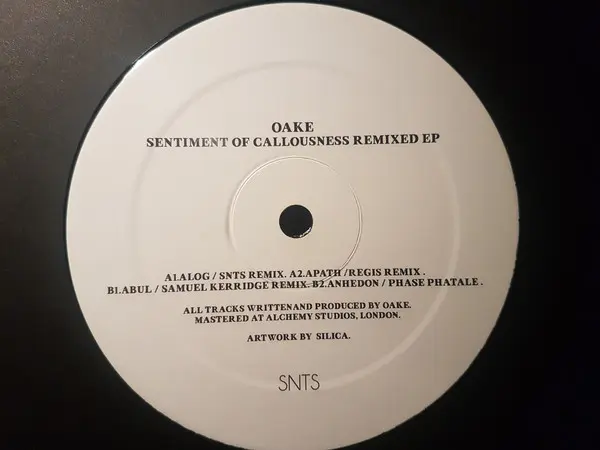 OAKE
SENTIMENT OF CALLOUSNESS REMIXED EP
A1.ALOG / SNTS REMIX. A2.APATH /REGIS REMIX .
B1.ABUL / SAMUEL KERRIDGE REMIX. B2.ANHEDON / PHASE PHATALE .
ALL TRACKS WRITTENAND PRODUCED BY OAKE.
MASTERED AT ALCHEMY STUDIOS, LONDON.
ARTWORK BY SILICA.
SNTS